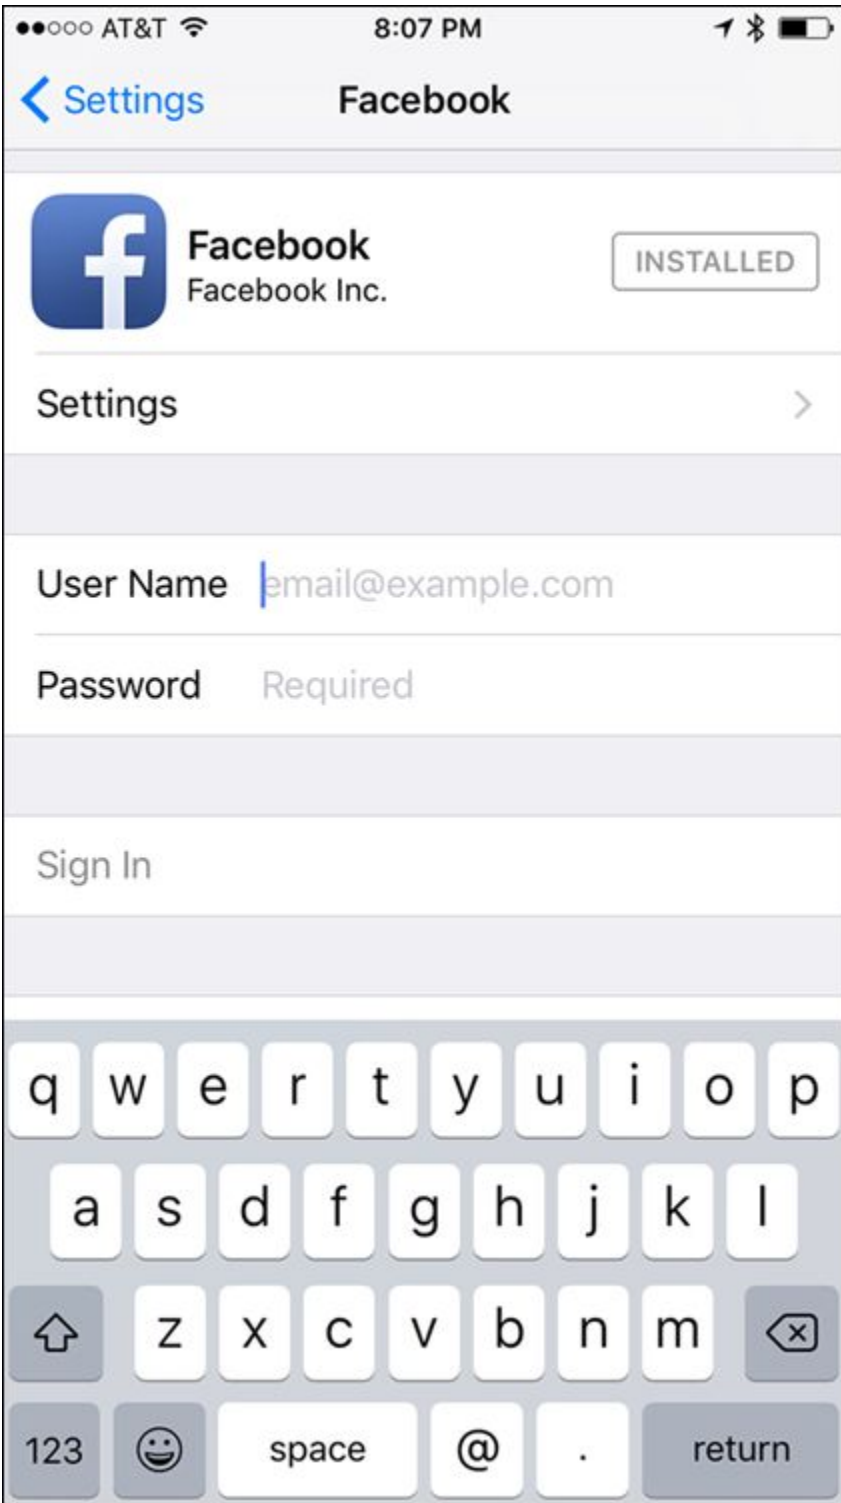 AT&T 8:07 PM
Settings Facebook
Facebook
Facebook Inc.
INSTALLED
Settings
User Name email@example.com
Password Required
Sign In
q w e r t y u i o p
a s d f g h j k l
z x c v b n m
123 space @ . return